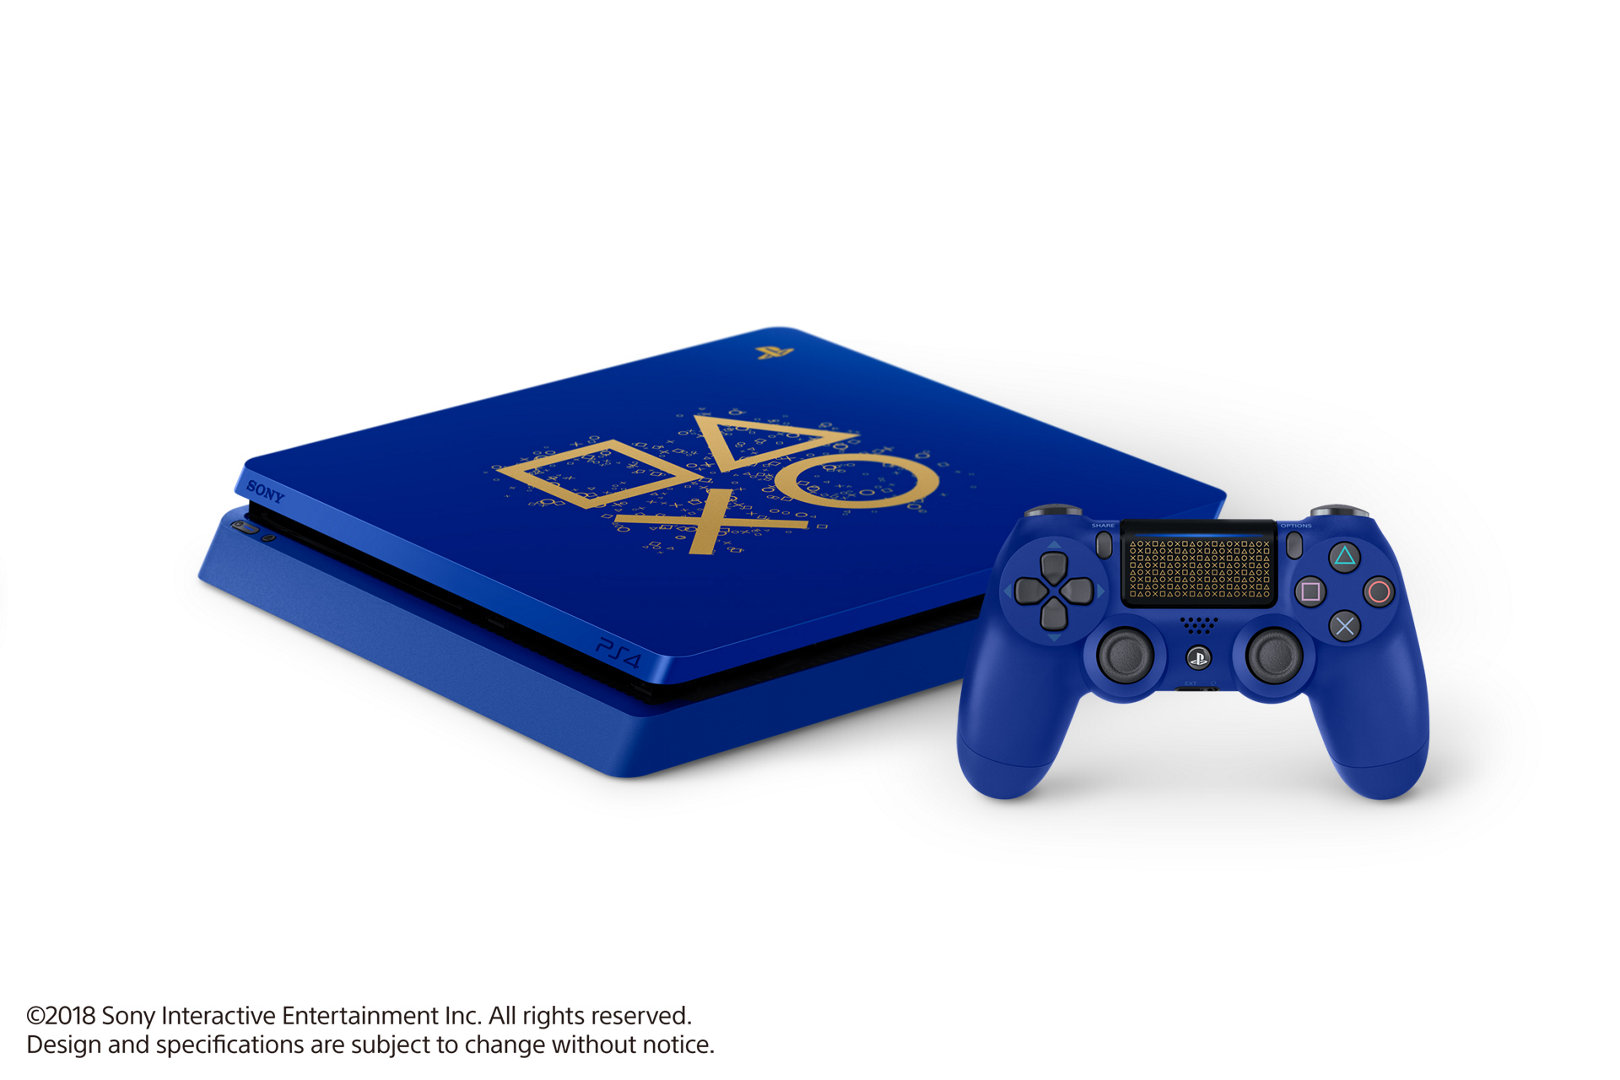 SONY
PS4
SHARE
OPTIONS
EXT
©2018 Sony Interactive Entertainment Inc. All rights reserved.
Design and specifications are subject to change without notice.